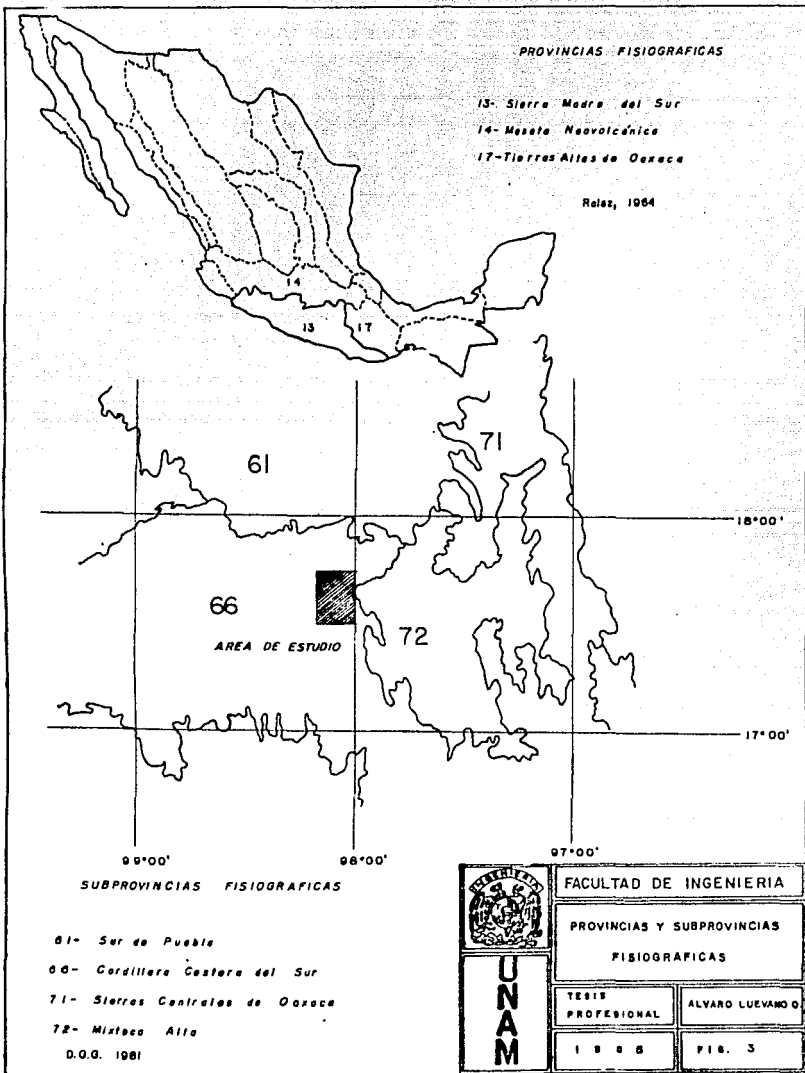 PROVINCIAS FISIOGRAFICAS
13- Sierra Madre del Sur
14- Meseta Neovolcánica
17-Tierras Altas de Oaxaca
Raisz, 1964
14
13
17
61
71
18°00'
66
72
AREA DE ESTUDIO
17°00'
99°00'
98°00'
97°00'
SUBPROVINCIAS FISIOGRAFICAS
61- Sur de Puebla
66- Cordillera Costera del Sur
71- Sierras Centrales de Oaxaca
72- Mixteca Alta
D.G.G. 1981
INGENIERIA
UNAM
FACULTAD DE INGENIERIA
PROVINCIAS Y SUBPROVINCIAS
FISIOGRAFICAS
TESIS
PROFESIONAL
ALVARO LUEVANO O.
FIG. 3